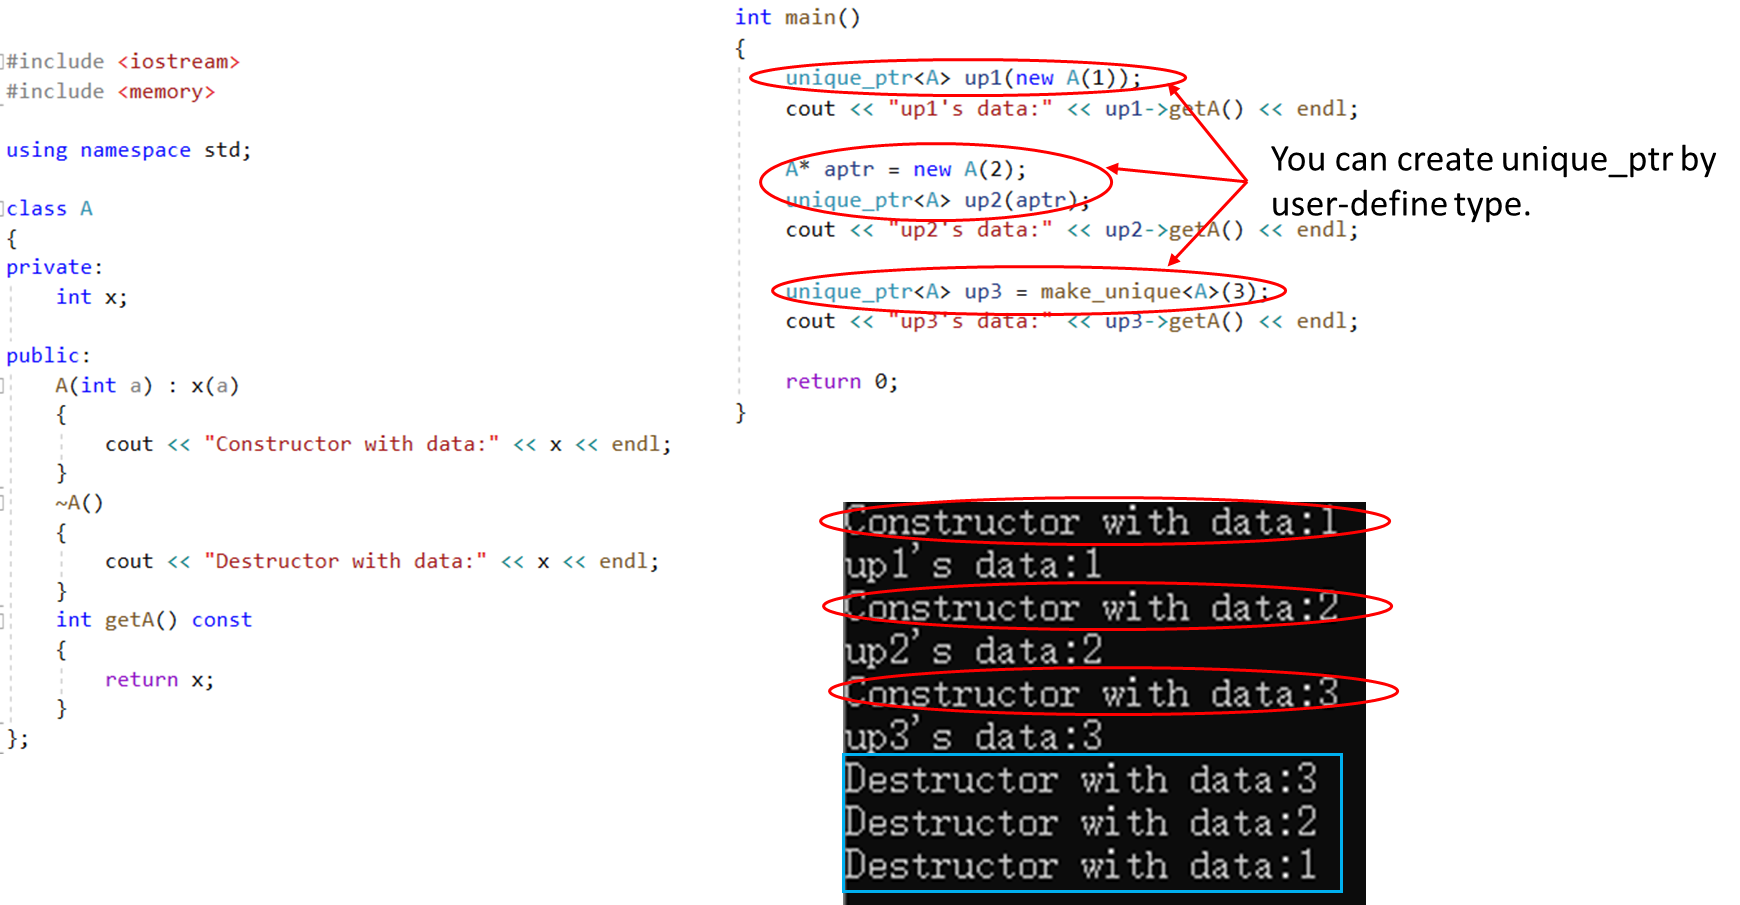 #include <iostream>
#include <memory>
using namespace std;
class A
{
private:
int x;
public:
A(int a) : x(a)
{
cout << "Constructor with data:" << x << endl;
}
~A()
{
cout << "Destructor with data:" << x << endl;
}
int getA() const
{
return x;
}
};
int main()
{
unique_ptr<A> up1(new A(1));
cout << "up1's data:" << up1->getA() << endl;
A* aptr = new A(2);
unique_ptr<A> up2(aptr);
cout << "up2's data:" << up2->getA() << endl;
unique_ptr<A> up3 = make_unique<A>(3);
cout << "up3's data:" << up3->getA() << endl;
return 0;
}
You can create unique_ptr by
user-define type.
Constructor with data:1
up1's data:1
Constructor with data:2
up2's data:2
Constructor with data:3
up3's data:3
Destructor with data:3
Destructor with data:2
Destructor with data:1